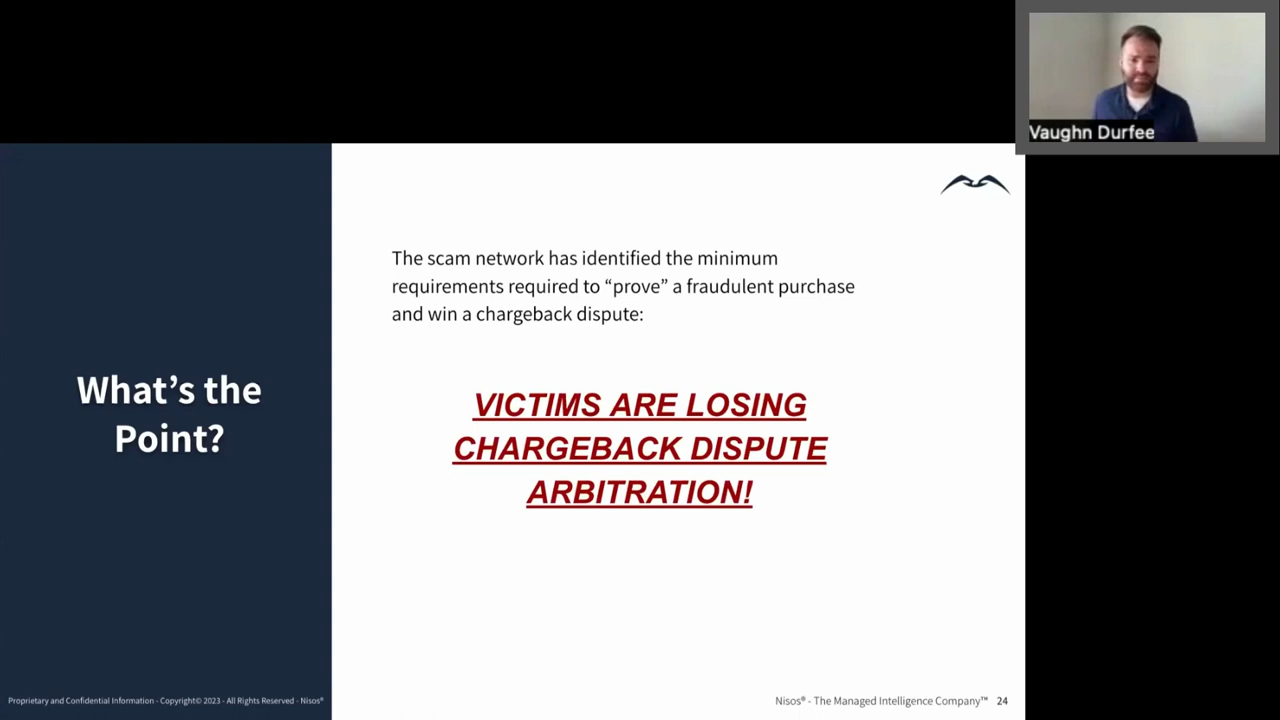 Vaughn Durfee
What’s the
Point?
The scam network has identified the minimum
requirements required to “prove” a fraudulent purchase
and win a chargeback dispute:
VICTIMS ARE LOSING
CHARGEBACK DISPUTE
ARBITRATION!
Proprietary and Confidential Information - Copyright© 2023 - All Rights Reserved - Nisos®
Nisos® - The Managed Intelligence Company™ 24